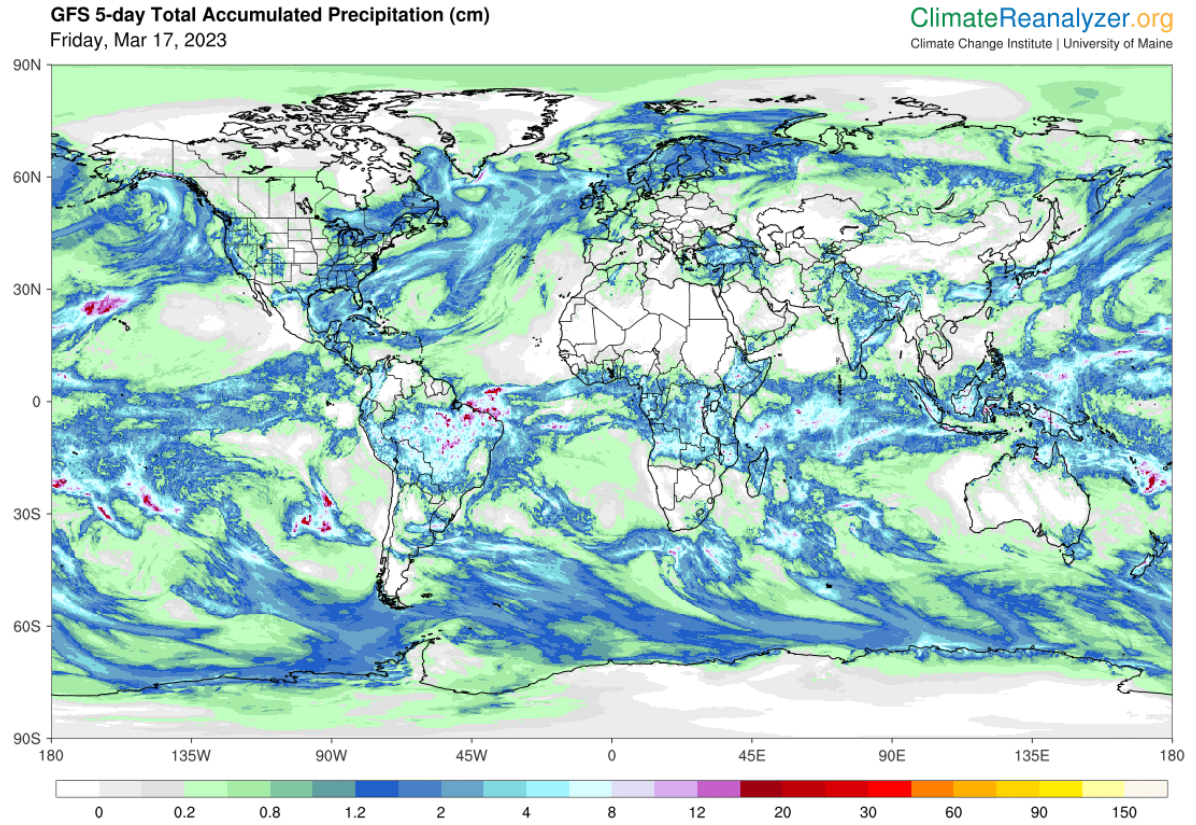 GFS 5-day Total Accumulated Precipitation (cm)
Friday, Mar 17, 2023
ClimateReanalyzer.org
Climate Change Institute | University of Maine
90N
60N
30N
0
30S
60S
90S
180 135W 90W 45W 0 45E 90E 135E 180
0 0.2 0.8 1.2 2 4 8 12 20 30 60 90 150